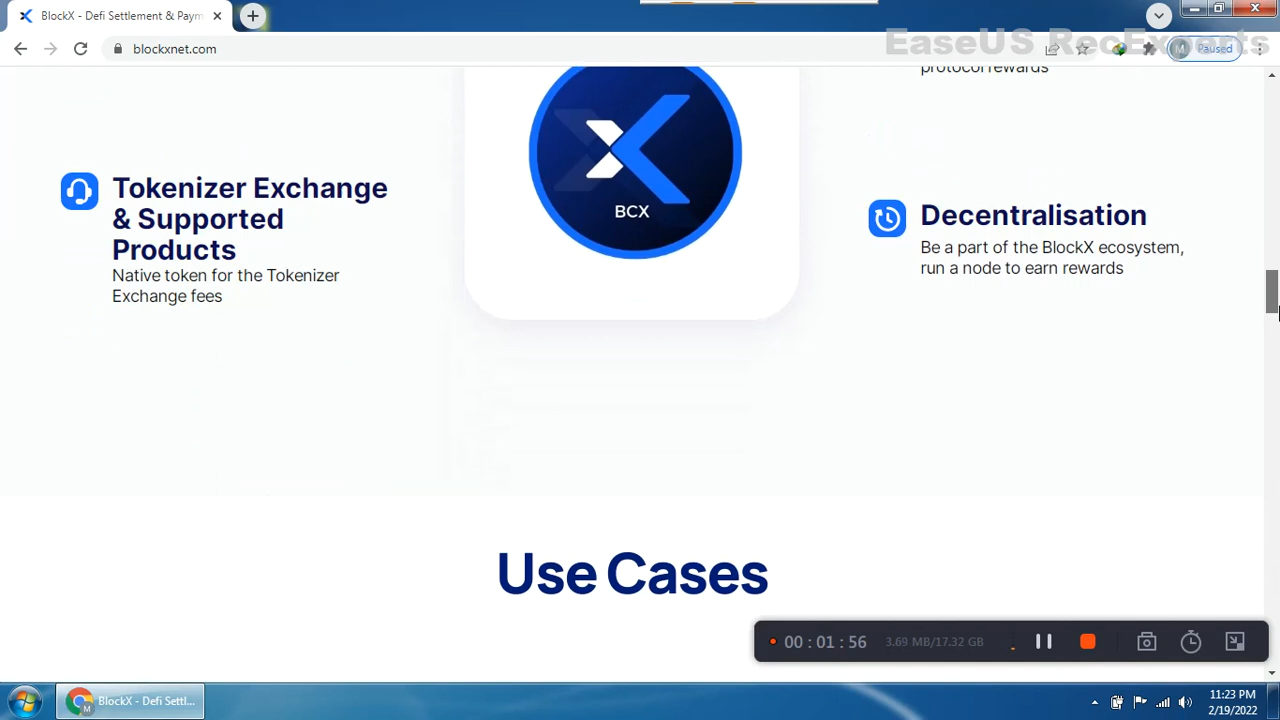 BlockX - Defi Settlement & Paym
blockxnet.com
EaseUS RecExperts
M
Paused
protocol rewards
Tokenizer Exchange
& Supported
Products
Native token for the Tokenizer
Exchange fees
BCX
Decentralisation
Be a part of the BlockX ecosystem,
run a node to earn rewards
Use Cases
00:01:56
3.69 MB/17.32 GB
M
BlockX - Defi Settl...
11:23 PM
2/19/2022